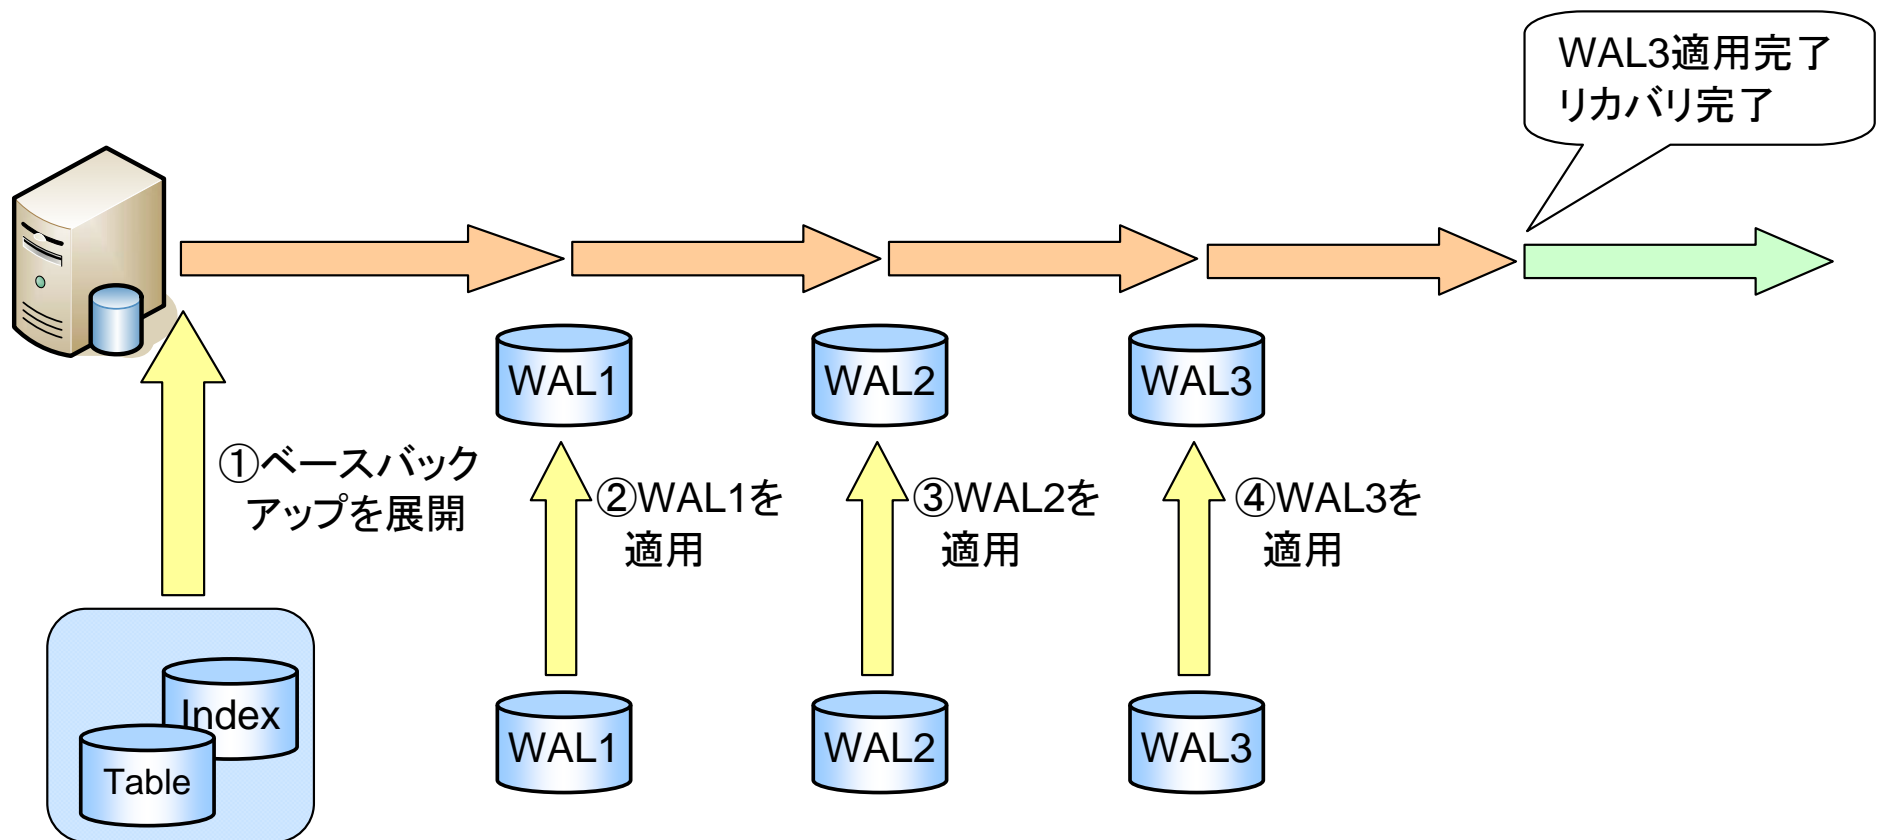 WAL3適用完了
リカバリ完了
WAL1
WAL2
WAL3
①ベースバック
アップを展開
②WAL1を
適用
③WAL2を
適用
④WAL3を
適用
Index
Table
WAL1
WAL2
WAL3